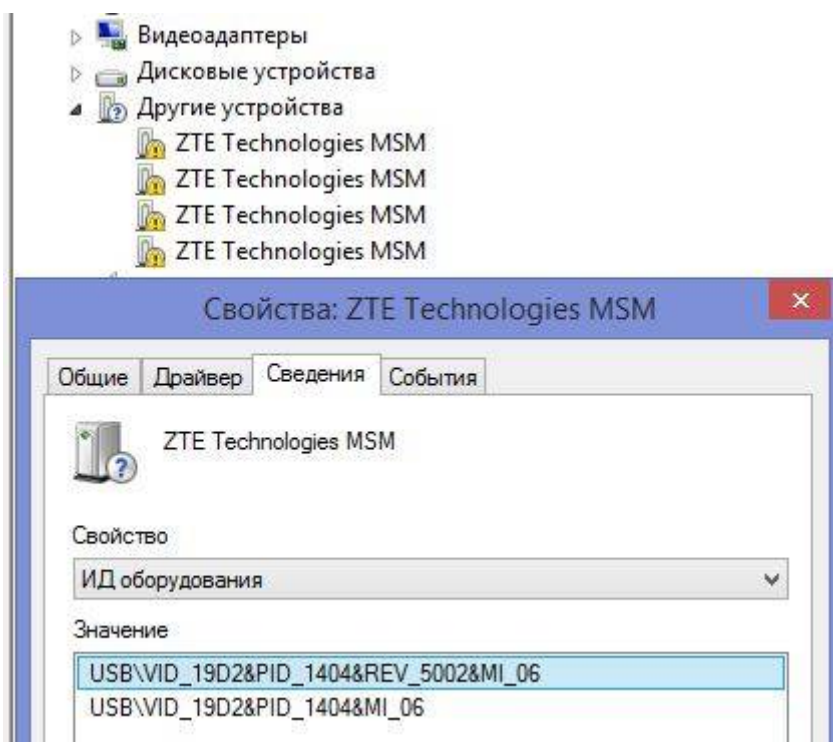 Видеоадаптеры
Дисковые устройства
Другие устройства
ZTE Technologies MSM
ZTE Technologies MSM
ZTE Technologies MSM
ZTE Technologies MSM
Свойства: ZTE Technologies MSM
Общие Драйвер Сведения События
ZTE Technologies MSM
Свойство
ИД оборудования
Значение
USB\VID_19D2&PID_1404&REV_5002&MI_06
USB\VID_19D2&PID_1404&MI_06